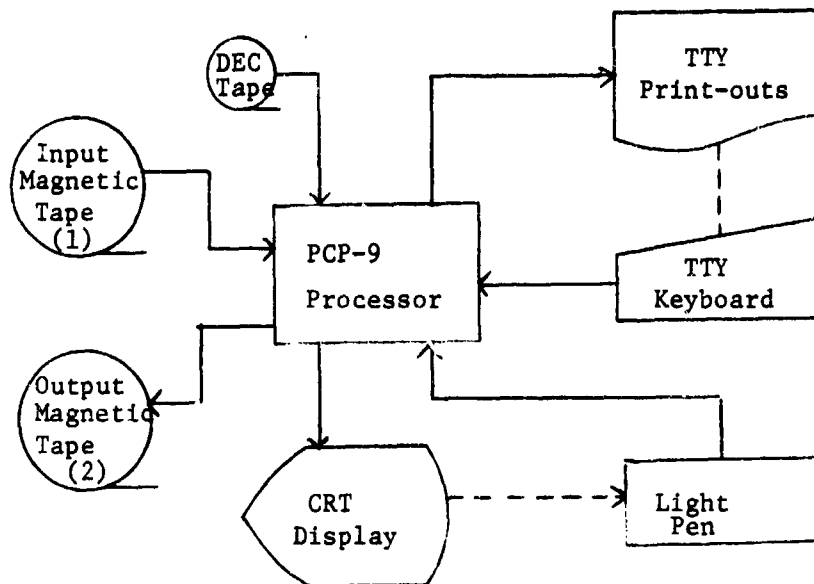 DEC
Tape
TTY
Print-outs
Input
Magnetic
Tape
(1)
PCP-9
Processor
TTY
Keyboard
Output
Magnetic
Tape
(2)
CRT
Display
Light
Pen